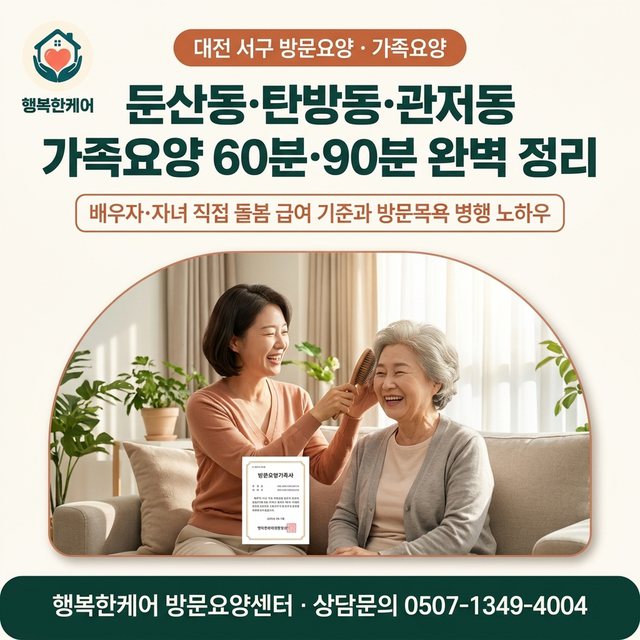 대전 서구 방문요양 · 가족요양
행복한케어
둔산동·탄방동·관저동
가족요양 60분·90분 완벽 정리
배우자·자녀 직접 돌봄 급여 기준과 방문목욕 병행 노하우
방큔요양가족사
행복한케어 방문요양센터 · 상담문의 0507-1349-4004